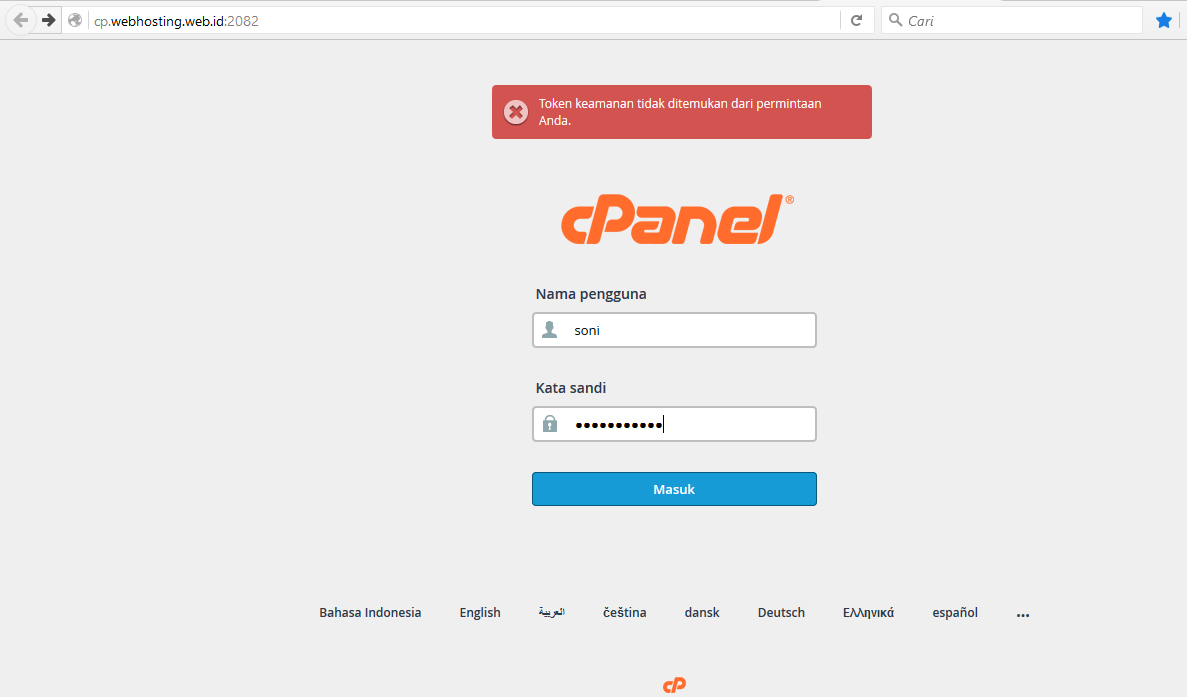 cp.webhosting.web.id:2082
Cari
Token keamanan tidak ditemukan dari permintaan
Anda.
cPanel®
Nama pengguna
soni
Kata sandi
•••••••••••
Masuk
Bahasa Indonesia English العربية čeština dansk Deutsch Ελληνικά español ...
cP